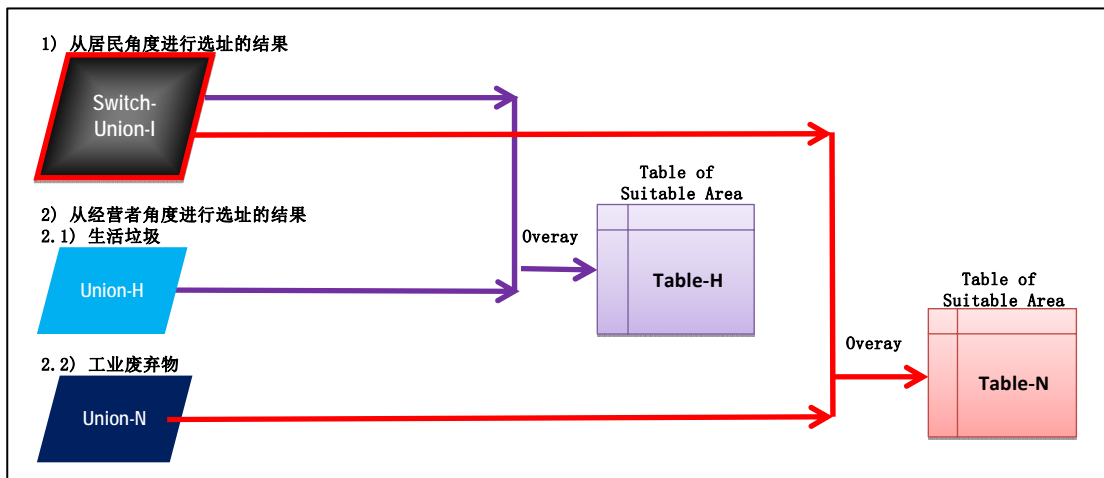 1) 从居民角度进行选址的结果
Switch-
Union-I
2) 从经营者角度进行选址的结果
2.1) 生活垃圾
Union-H
Overay
Table of
Suitable Area
Table-H
2.2) 工业废弃物
Union-N
Overay
Table of
Suitable Area
Table-N